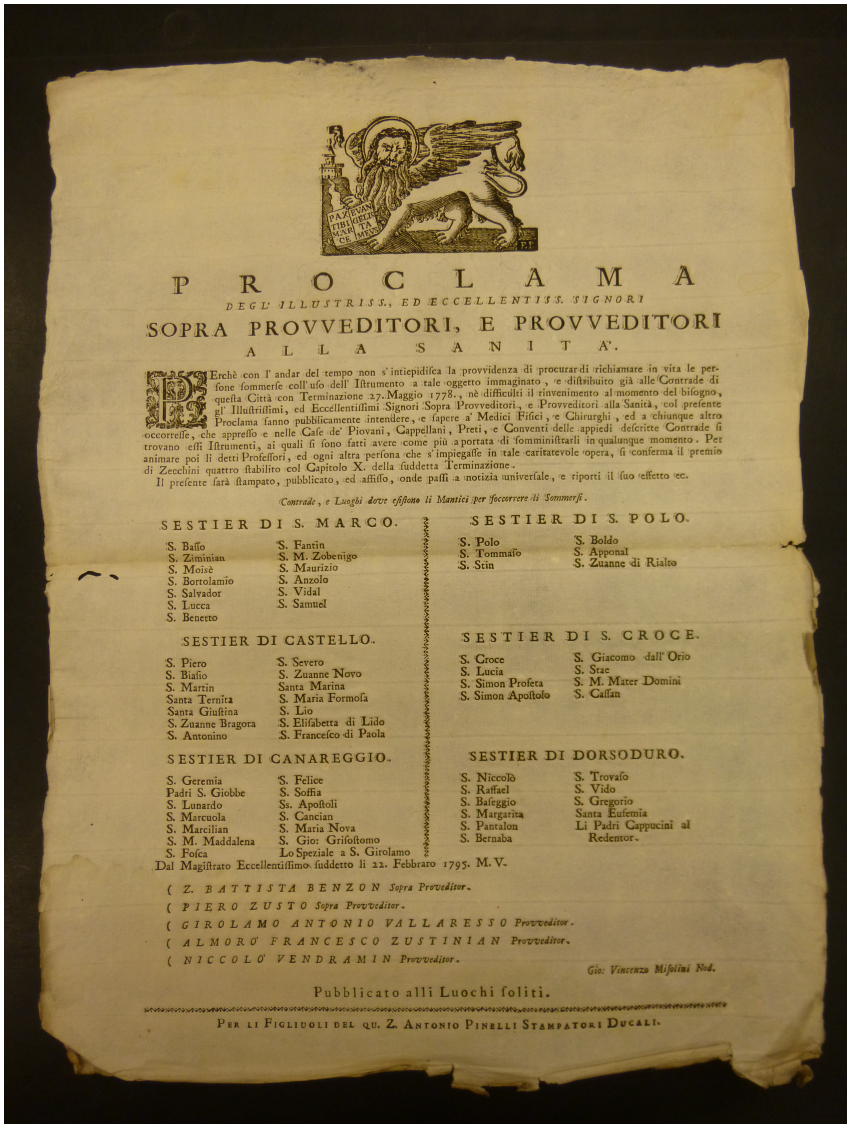 PAX TIBI MARCE EVANGELISTA MEUS
F.P.
PROCLAMA
DEGL' ILLUSTRISS., ED ECCELLENTISS. SIGNORI
SOPRA PROVVEDITORI, E PROVVEDITORI
ALLA SANITA'.
PErchè con l' andar del tempo non s'intiepidisca la provvidenza di procurar di richiamare in vita le per-
sone sommerse coll'uso dell' Istrumento a tale oggetto immaginato, e distribuito già alle Contrade di
questa Città con Terminazione 27. Maggio 1778., nè difficulti il rinvenimento al momento del bisogno,
gl' Illustrissimi, ed Eccellentissimi Signori Sopra Provveditori, e Provveditori alla Sanità, col presente
Proclama fanno pubblicamente intendere, e sapere a' Medici Fisici, e Chirurghi, ed a chiunque altro
occorresse, che appresso e nelle Case de' Piovani, Cappellani, Preti, e Conventi delle appiedi descritte Contrade si
trovano essi Istrumenti, ai quali si sono fatti avere come più a portata di somministrarli in qualunque momento. Per
animare poi li detti Professori, ed ogni altra persona che s'impiegasse in tale caritatevole opera, si conferma il premio
di Zecchini quattro stabilito col Capitolo X. della suddetta Terminazione.
Il presente sarà stampato, pubblicato, ed affisso, onde passi a notizia universale, e riporti il suo effetto ec.
Contrade, e Luoghi dove esistono li Mantici per soccorrere li Sommersi.
SESTIER DI S. MARCO.
S. Basso
S. Ziminian
S. Moisè
S. Bortolamio
S. Salvador
S. Lucca
S. Benetto
S. Fantin
S. M. Zobenigo
S. Maurizio
S. Anzolo
S. Vidal
S. Samuel
SESTIER DI CASTELLO.
S. Piero
S. Biasio
S. Martin
Santa Ternita
Santa Giustina
S. Zuanne Bragora
S. Antonino
S. Severo
S. Zuanne Novo
Santa Marina
S. Maria Formosa
S. Lio
S. Elisabetta di Lido
S. Francesco di Paola
SESTIER DI CANAREGGIO.
S. Geremia
Padri S. Giobbe
S. Lunardo
S. Marcuola
S. Marcilian
S. M. Maddalena
S. Fosca
S. Felice
S. Soffia
Ss. Apostoli
S. Cancian
S. Maria Nova
S. Gio: Grisostomo
Lo Speziale a S. Girolamo
SESTIER DI S. POLO.
S. Polo
S. Tommaso
S. Stin
S. Boldo
S. Apponal
S. Zuanne di Rialto
SESTIER DI S. CROCE.
S. Croce
S. Lucia
S. Simon Profeta
S. Simon Apostolo
S. Giacomo dall' Orio
S. Stae
S. M. Mater Domini
S. Cassan
SESTIER DI DORSODURO.
S. Niccolò
S. Raffael
S. Baseggio
S. Margarita
S. Pantalon
S. Bernaba
S. Trovaso
S. Vido
S. Gregorio
Santa Eufemia
Li Padri Cappucini al
Redentor.
Dal Magistrato Eccellentissimo suddetto li 22. Febbraro 1795. M.V.
( Z. BATTISTA BENZON Sopra Proveditor.
( PIERO ZUSTO Sopra Provveditor.
( GIROLAMO ANTONIO VALLARESSO Provveditor.
( ALMORO' FRANCESCO ZUSTINIAN Provveditor.
( NICCOLO' VENDRAMIN Provveditor.
Gio: Vincenzo Misolini Nod.
Pubblicato alli Luochi soliti.
PER LI FIGLIUOLI DEL QU. Z. ANTONIO PINELLI STAMPATORI DUCALI.